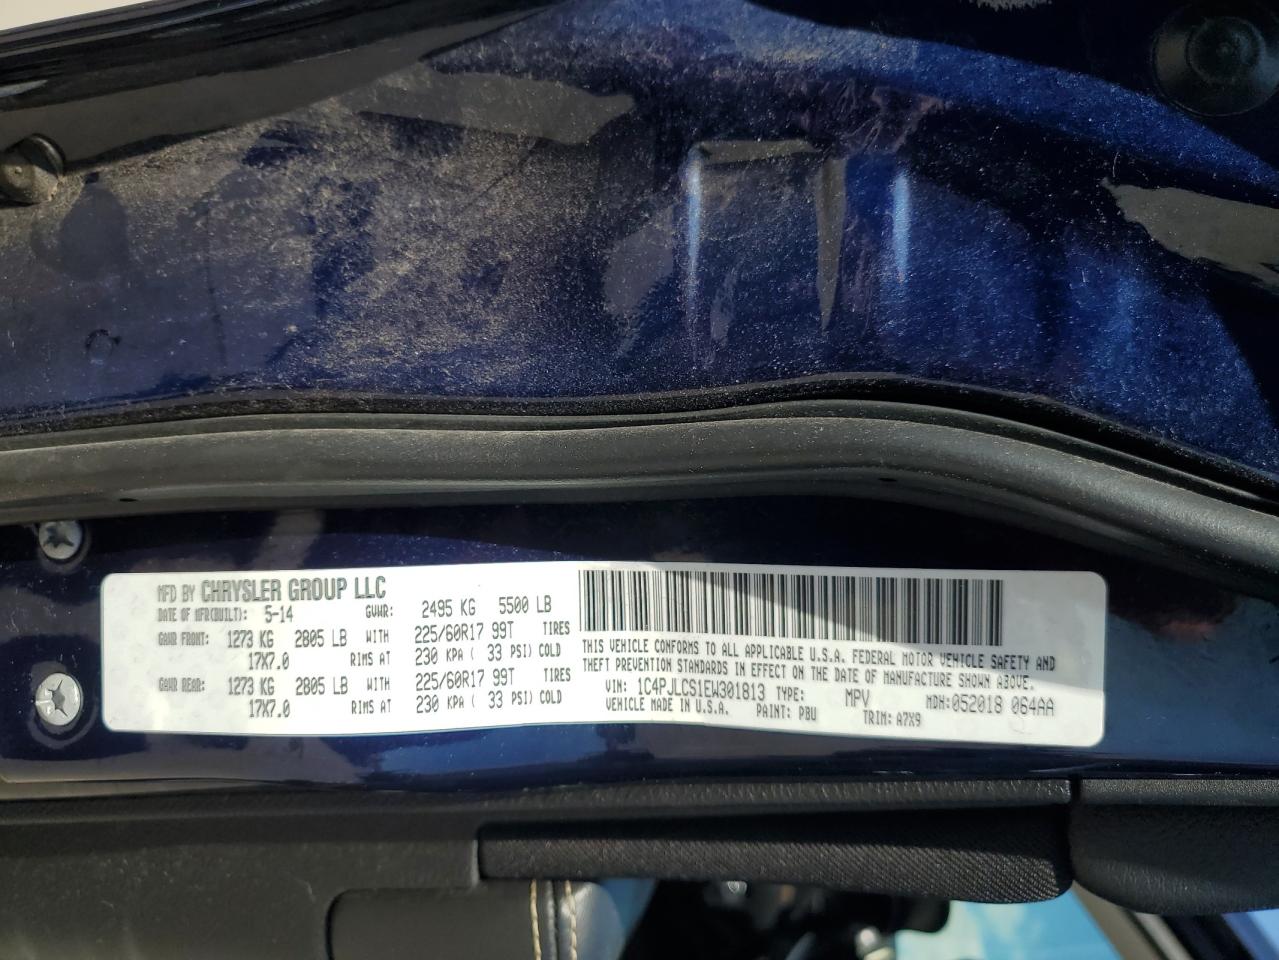 MFD BY CHRYSLER GROUP LLC
DATE OF MFR(BUILT): 5-14 GVWR: 2495 KG 5500 LB
GAWR FRONT: 1273 KG 2805 LB WITH 225/60R17 99T TIRES
17X7.0 RIMS AT 230 KPA ( 33 PSI) COLD
GAWR REAR: 1273 KG 2805 LB WITH 225/60R17 99T TIRES
17X7.0 RIMS AT 230 KPA ( 33 PSI) COLD
THIS VEHICLE CONFORMS TO ALL APPLICABLE U.S.A. FEDERAL MOTOR VEHICLE SAFETY AND
THEFT PREVENTION STANDARDS IN EFFECT ON THE DATE OF MANUFACTURE SHOWN ABOVE.
VIN: 1C4PJLCS1EW301813 TYPE: MPV MDH:052018 064AA
VEHICLE MADE IN U.S.A. PAINT: PBU TRIM: A7X9